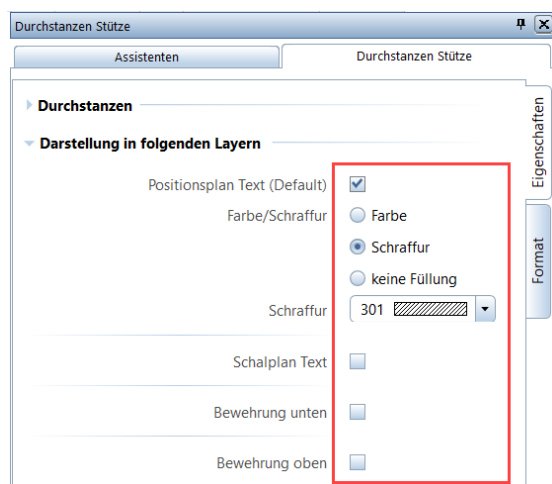 Durchstanzen Stütze
Assistenten
Durchstanzen Stütze
Durchstanzen
Darstellung in folgenden Layern
Positionsplan Text (Default)
Farbe/Schraffur
Farbe
Schraffur
keine Füllung
Schraffur
301
Schalplan Text
Bewehrung unten
Bewehrung oben
Eigenschaften
Format